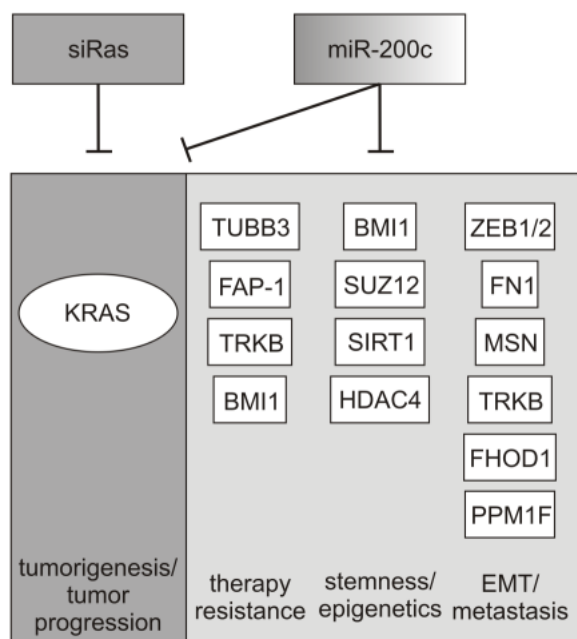 siRas
miR-200c
KRAS
tumorigenesis/
tumor
progression
TUBB3
FAP-1
TRKB
BMI1
therapy
resistance
BMI1
SUZ12
SIRT1
HDAC4
stemness/
epigenetics
ZEB1/2
FN1
MSN
TRKB
FHOD1
PPM1F
EMT/
metastasis